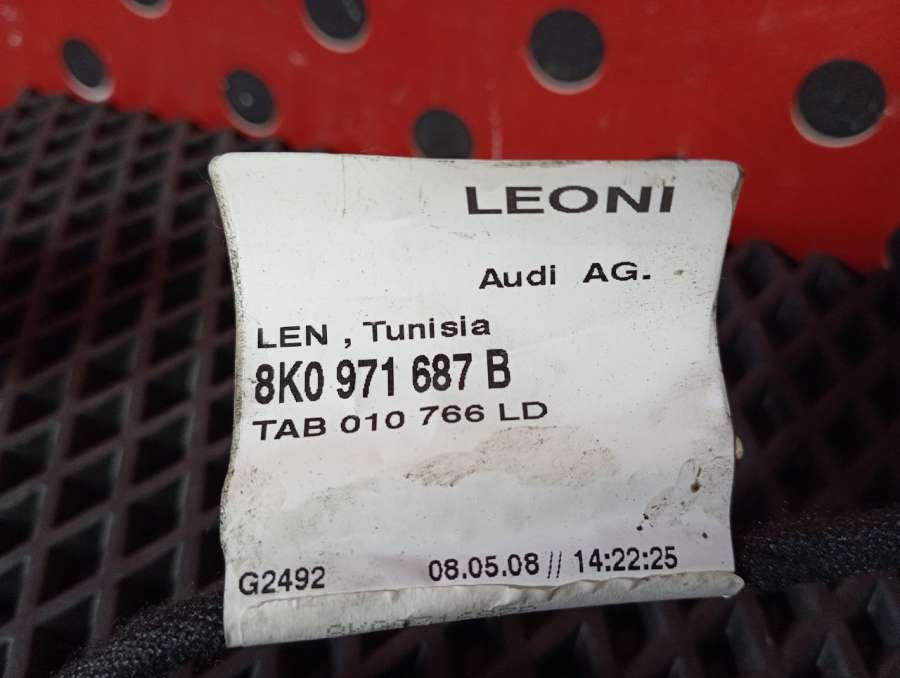 LEONI
Audi AG.
LEN , Tunisia
8K0 971 687 B
TAB 010 766 LD
G2492 08.05.08 // 14:22:25